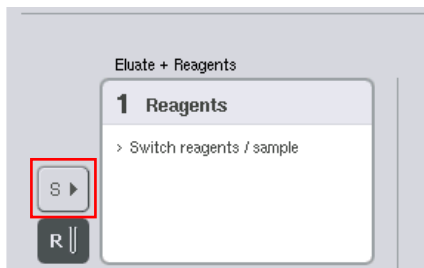 Eluate + Reagents
1 Reagents
> Switch reagents / sample
S
R